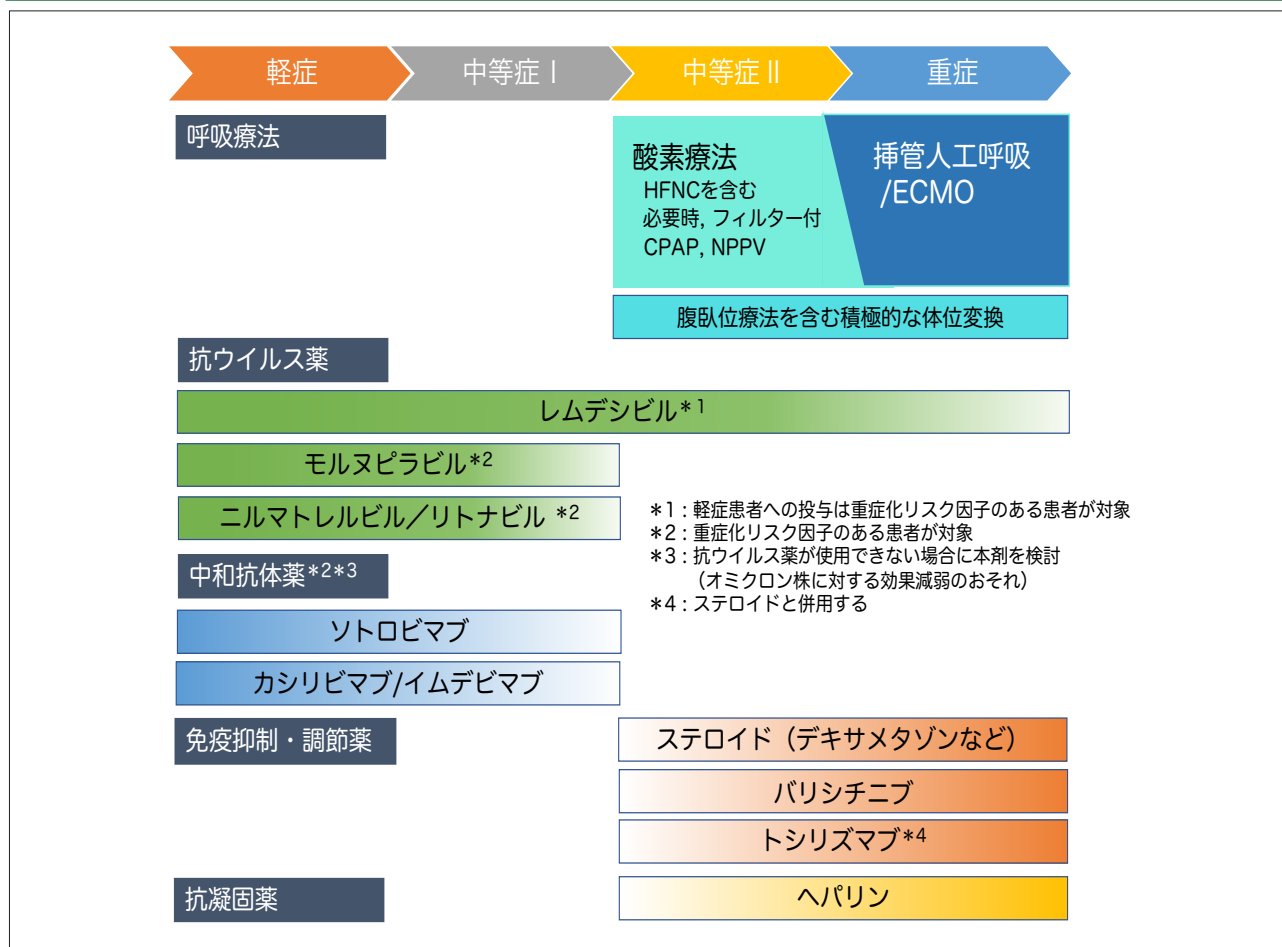 軽症
中等症Ⅰ
中等症Ⅱ
重症
呼吸療法
酸素療法
HFNCを含む
必要時, フィルター付
CPAP, NPPV
挿管人工呼吸
/ECMO
腹臥位療法を含む積極的な体位変換
抗ウイルス薬
レムデシビル*1
モルヌピラビル*2
ニルマトレルビル／リトナビル *2
*1：軽症患者への投与は重症化リスク因子のある患者が対象
*2：重症化リスク因子のある患者が対象
*3：抗ウイルス薬が使用できない場合に本剤を検討
（オミクロン株に対する効果減弱のおそれ）
*4：ステロイドと併用する
中和抗体薬*2*3
ソトロビマブ
カシリビマブ/イムデビマブ
免疫抑制・調節薬
ステロイド（デキサメタゾンなど）
バリシチニブ
トシリズマブ*4
抗凝固薬
ヘパリン